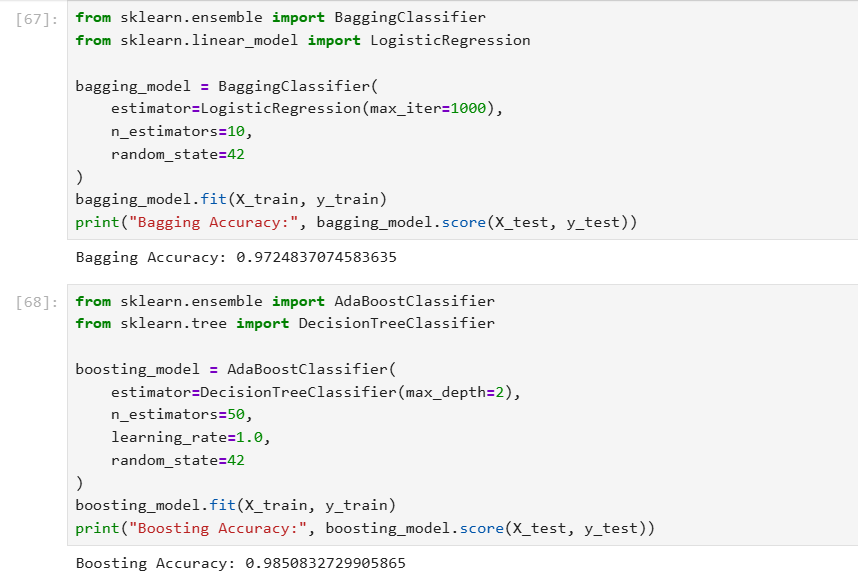 [67]: from sklearn.ensemble import BaggingClassifier
from sklearn.linear_model import LogisticRegression
bagging_model = BaggingClassifier(
estimator=LogisticRegression(max_iter=1000),
n_estimators=10,
random_state=42
)
bagging_model.fit(X_train, y_train)
print("Bagging Accuracy:", bagging_model.score(X_test, y_test))
Bagging Accuracy: 0.9724837074583635
[68]: from sklearn.ensemble import AdaBoostClassifier
from sklearn.tree import DecisionTreeClassifier
boosting_model = AdaBoostClassifier(
estimator=DecisionTreeClassifier(max_depth=2),
n_estimators=50,
learning_rate=1.0,
random_state=42
)
boosting_model.fit(X_train, y_train)
print("Boosting Accuracy:", boosting_model.score(X_test, y_test))
Boosting Accuracy: 0.9850832729905865